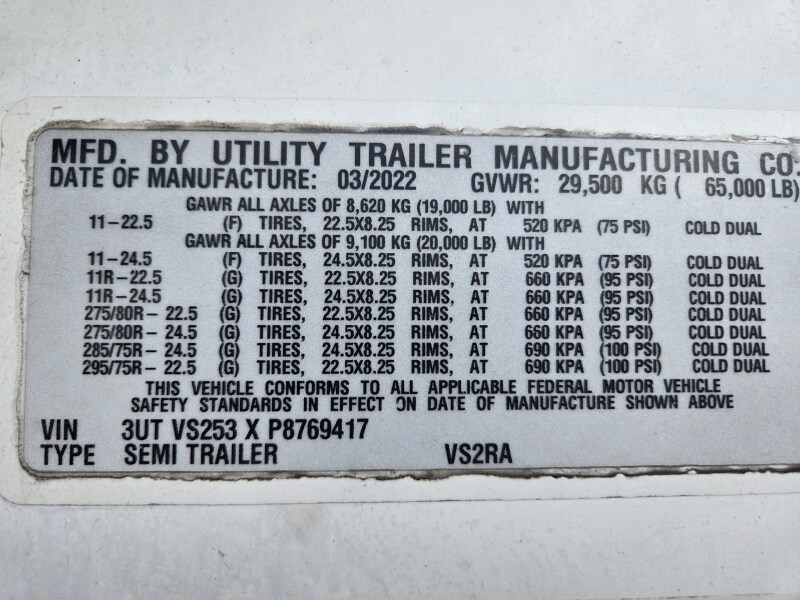 MFD. BY UTILITY TRAILER MANUFACTURING CO.
DATE OF MANUFACTURE: 03/2022 GVWR: 29,500 KG ( 65,000 LB)
GAWR ALL AXLES OF 8,620 KG (19,000 LB) WITH
11-22.5 (F) TIRES, 22.5X8.25 RIMS, AT 520 KPA (75 PSI) COLD DUAL
GAWR ALL AXLES OF 9,100 KG (20,000 LB) WITH
11-24.5 (F) TIRES, 24.5X8.25 RIMS, AT 520 KPA (75 PSI) COLD DUAL
11R-22.5 (G) TIRES, 22.5X8.25 RIMS, AT 660 KPA (95 PSI) COLD DUAL
11R-24.5 (G) TIRES, 24.5X8.25 RIMS, AT 660 KPA (95 PSI) COLD DUAL
275/80R- 22.5 (G) TIRES, 22.5X8.25 RIMS, AT 660 KPA (95 PSI) COLD DUAL
275/80R- 24.5 (G) TIRES, 24.5X8.25 RIMS, AT 660 KPA (95 PSI) COLD DUAL
285/75R- 24.5 (G) TIRES, 24.5X8.25 RIMS, AT 690 KPA (100 PSI) COLD DUAL
295/75R- 22.5 (G) TIRES, 22.5X8.25 RIMS, AT 690 KPA (100 PSI) COLD DUAL
THIS VEHICLE CONFORMS TO ALL APPLICABLE FEDERAL MOTOR VEHICLE
SAFETY STANDARDS IN EFFECT ON DATE OF MANUFACTURE SHOWN ABOVE
VIN 3UT VS253 X P8769417
TYPE SEMI TRAILER VS2RA